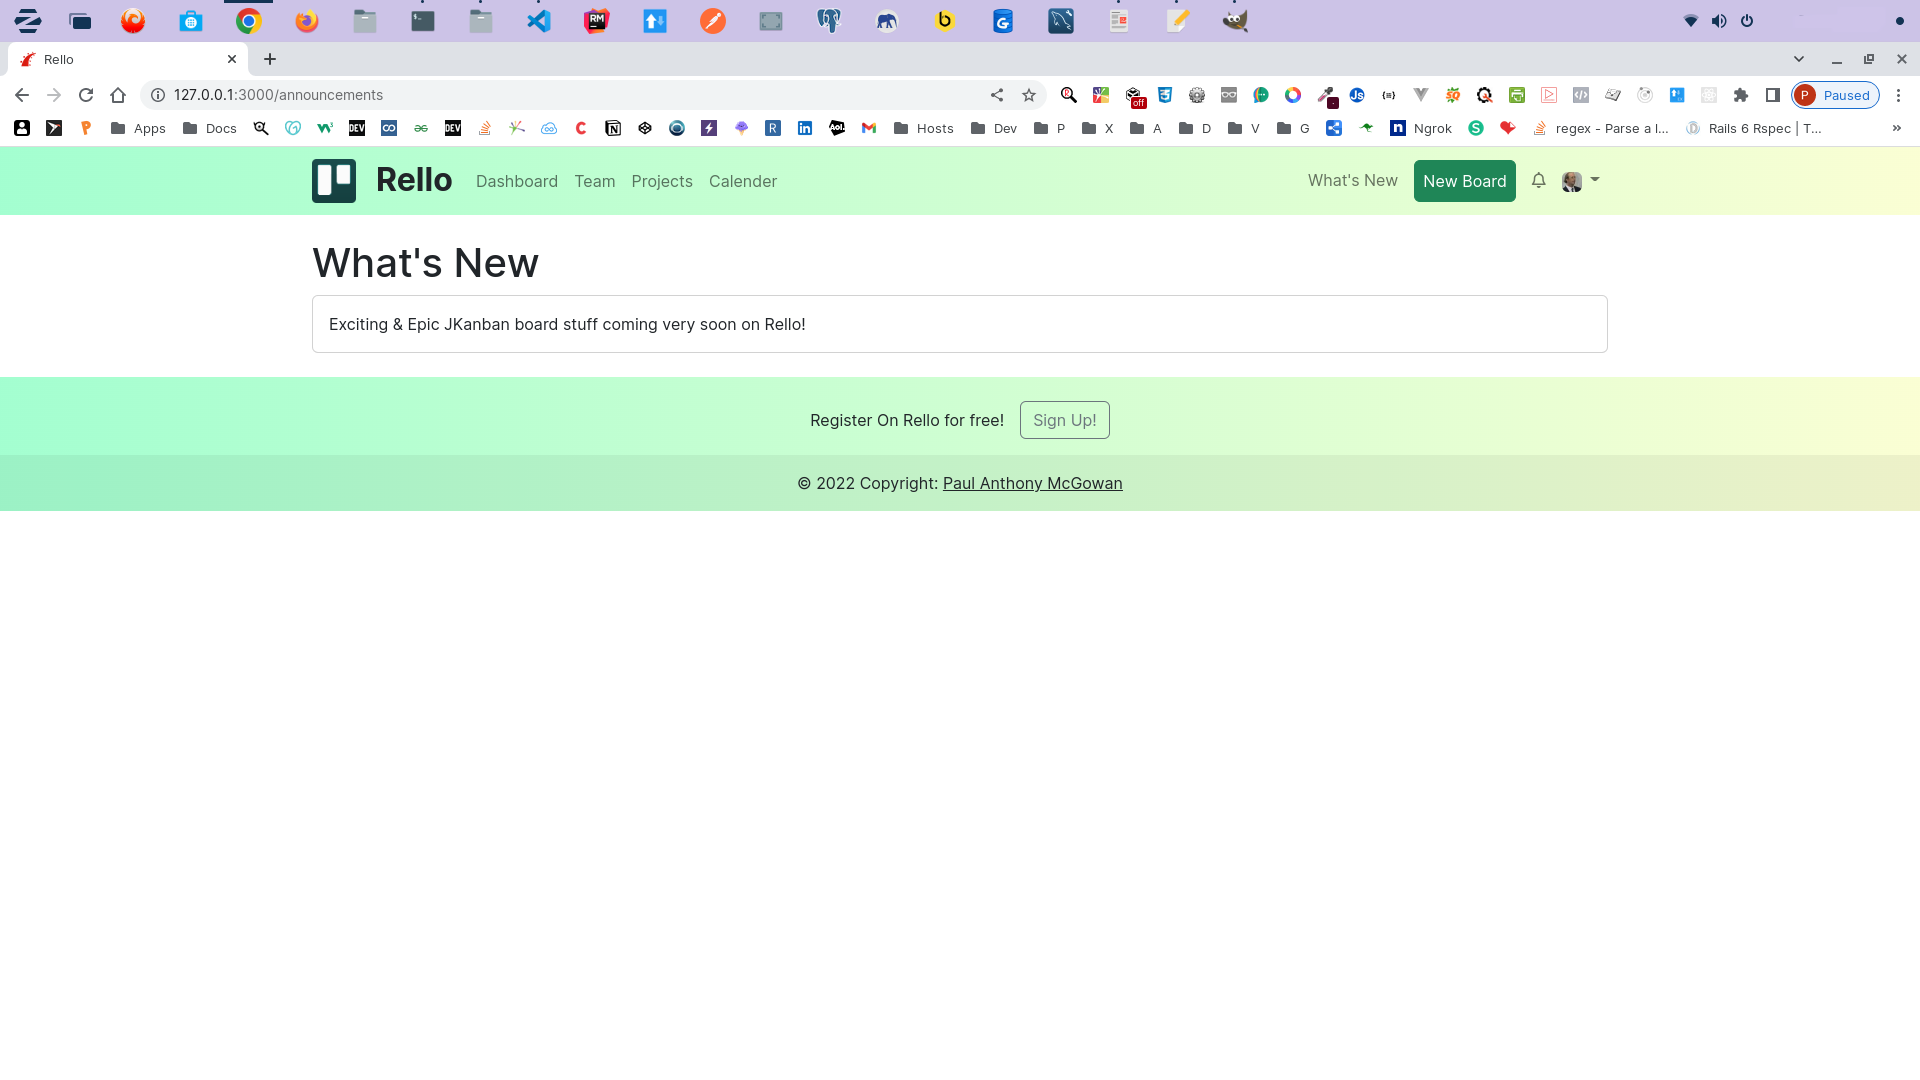 Rello
127.0.0.1:3000/announcements
off
Paused
Apps
Docs
Hosts
Dev
P
X
A
D
V
G
Ngrok
regex - Parse a l...
Rails 6 Rspec | T...
Rello
Dashboard
Team
Projects
Calender
What's New
New Board
What's New
Exciting & Epic JKanban board stuff coming very soon on Rello!
Register On Rello for free!
Sign Up!
© 2022 Copyright: Paul Anthony McGowan